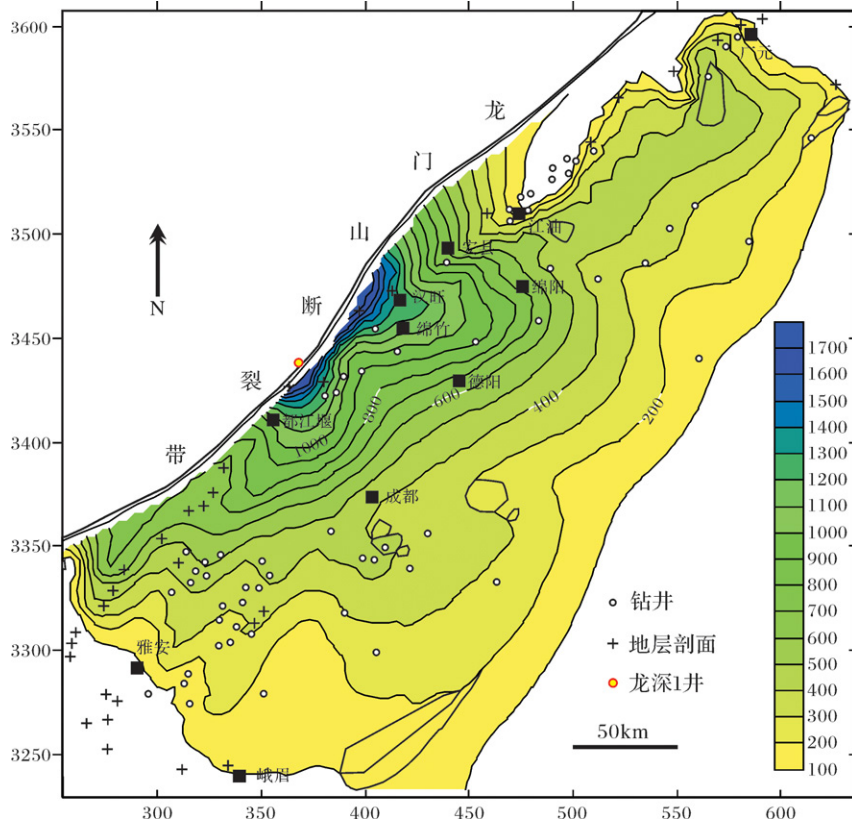 3600
3550
3500
3450
3400
3350
3300
3250
300
350
400
450
500
550
600
龙
门
山
断
裂
带
N
广元
江油
安县
绵阳
汉旺
绵竹
德阳
都江堰
成都
雅安
峨眉
1000
800
600
400
200
钻井
地层剖面
龙深1井
50km
1700
1600
1500
1400
1300
1200
1100
1000
900
800
700
600
500
400
300
200
100